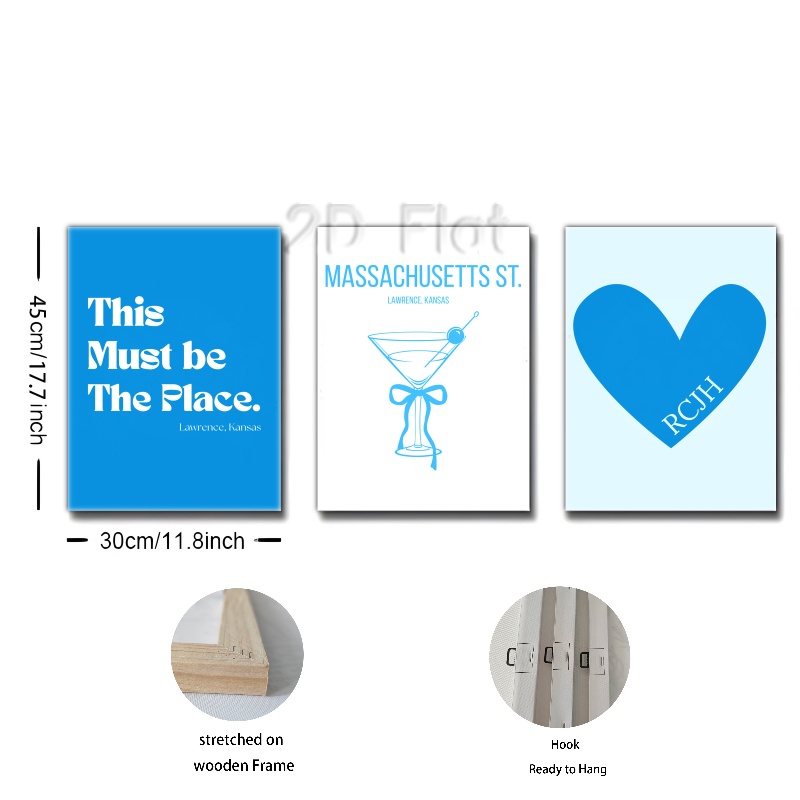 2D Flat
This
Must be
The Place.
Lawrence, Kansas
MASSACHUSETTS ST.
LAWRENCE, KANSAS
RCJH
45cm/17.7inch
30cm/11.8inch
stretched on
wooden Frame
Hook
Ready to Hang